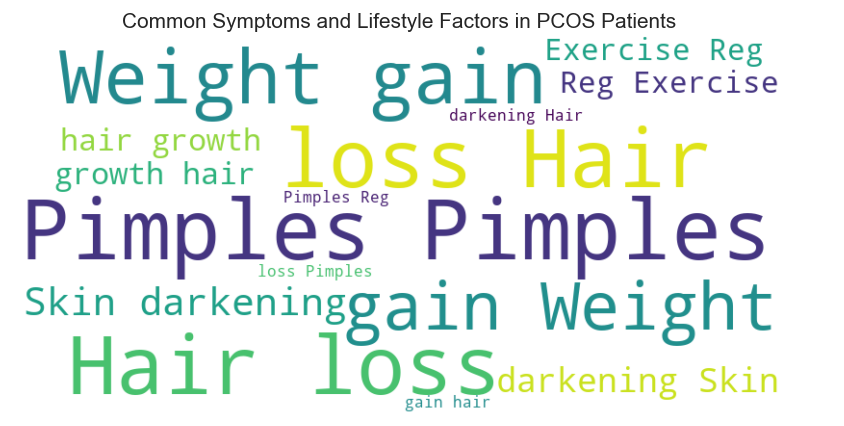 Common Symptoms and Lifestyle Factors in PCOS Patients
Weight gain
Exercise Reg
Reg Exercise
darkening Hair
hair growth
loss Hair
growth hair
Pimples Reg
Pimples Pimples
loss Pimples
Skin darkening
gain Weight
Hair loss
darkening Skin
gain hair